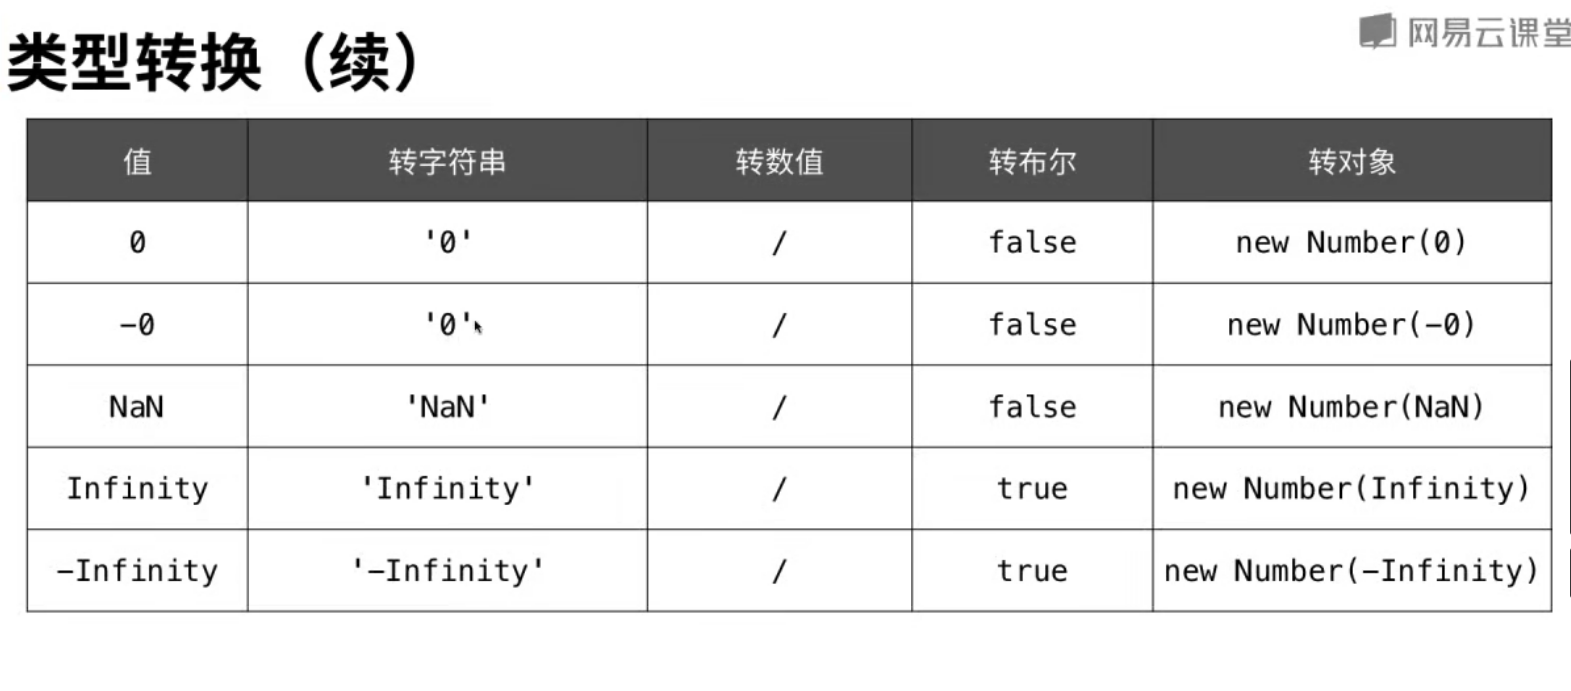 网易云课堂
类型转换（续）
值 转字符串 转数值 转布尔 转对象
0 '0' / false new Number(0)
-0 '0' / false new Number(-0)
NaN 'NaN' / false new Number(NaN)
Infinity 'Infinity' / true new Number(Infinity)
-Infinity '-Infinity' / true new Number(-Infinity)